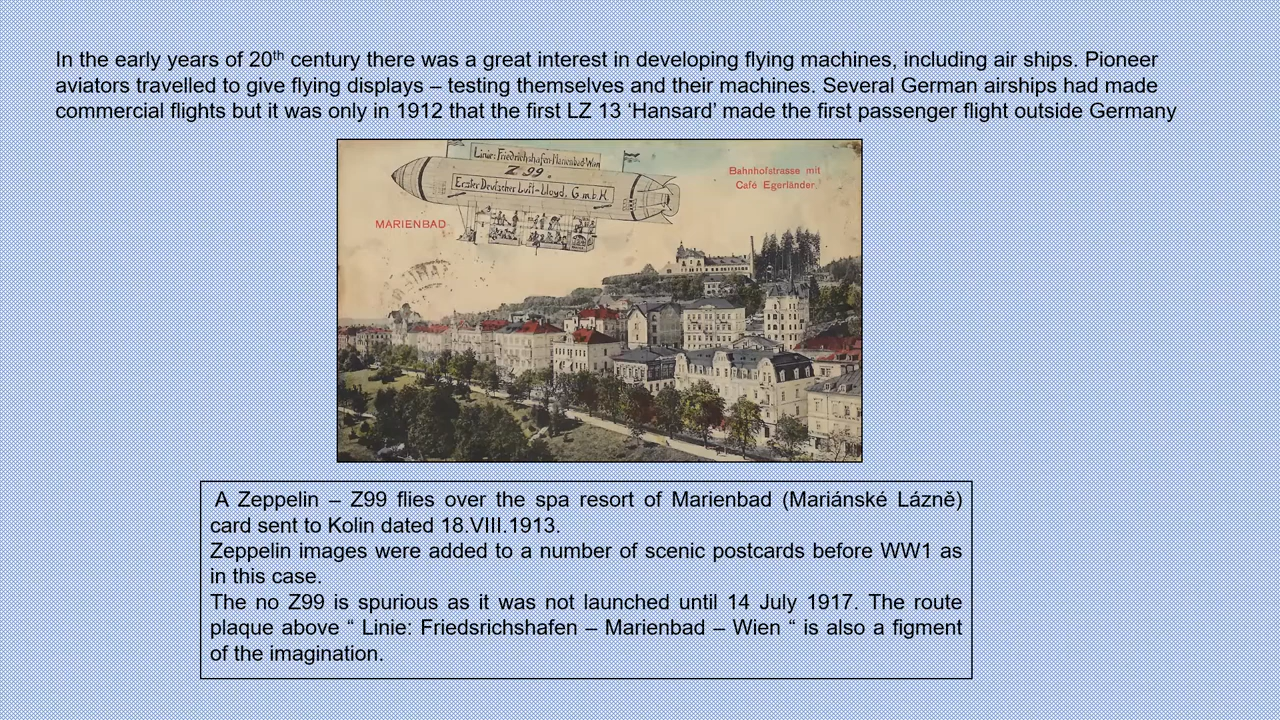 In the early years of 20th century there was a great interest in developing flying machines, including air ships. Pioneer
aviators travelled to give flying displays – testing themselves and their machines. Several German airships had made
commercial flights but it was only in 1912 that the first LZ 13 ‘Hansard’ made the first passenger flight outside Germany
Linie: Friedrichshafen-Marienbad-Wien
Z 99.
Erster Deutscher Luft-Lloyd. G.m.b.H.
Bahnhofstrasse mit
Café Egerländer.
MARIENBAD
A Zeppelin – Z99 flies over the spa resort of Marienbad (Mariánské Lázně)
card sent to Kolin dated 18.VIII.1913.
Zeppelin images were added to a number of scenic postcards before WW1 as
in this case.
The no Z99 is spurious as it was not launched until 14 July 1917. The route
plaque above “ Linie: Friedsrichshafen – Marienbad – Wien “ is also a figment
of the imagination.